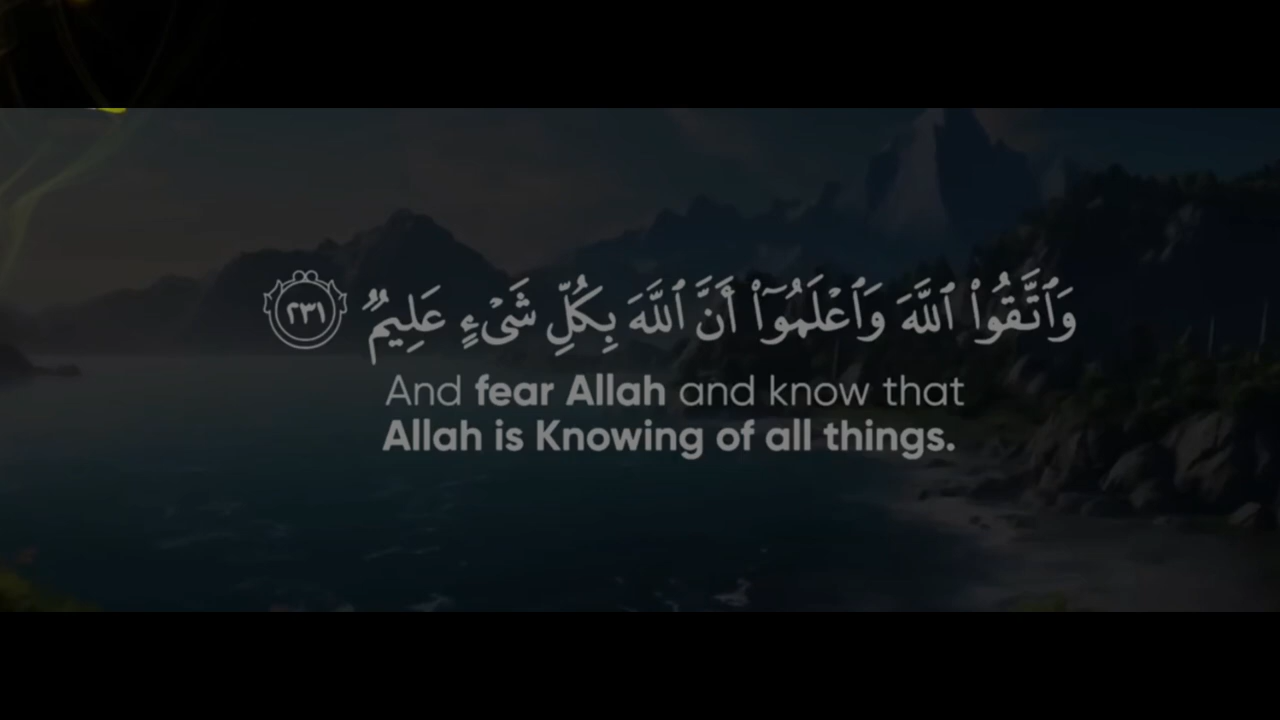 وَٱتَّقُوا۟ ٱللَّهَ وَٱعْلَمُوٓا۟ أَنَّ ٱللَّهَ بِكُلِّ شَىْءٍ عَلِيمٌ ٢٣١
And fear Allah and know that
Allah is Knowing of all things.